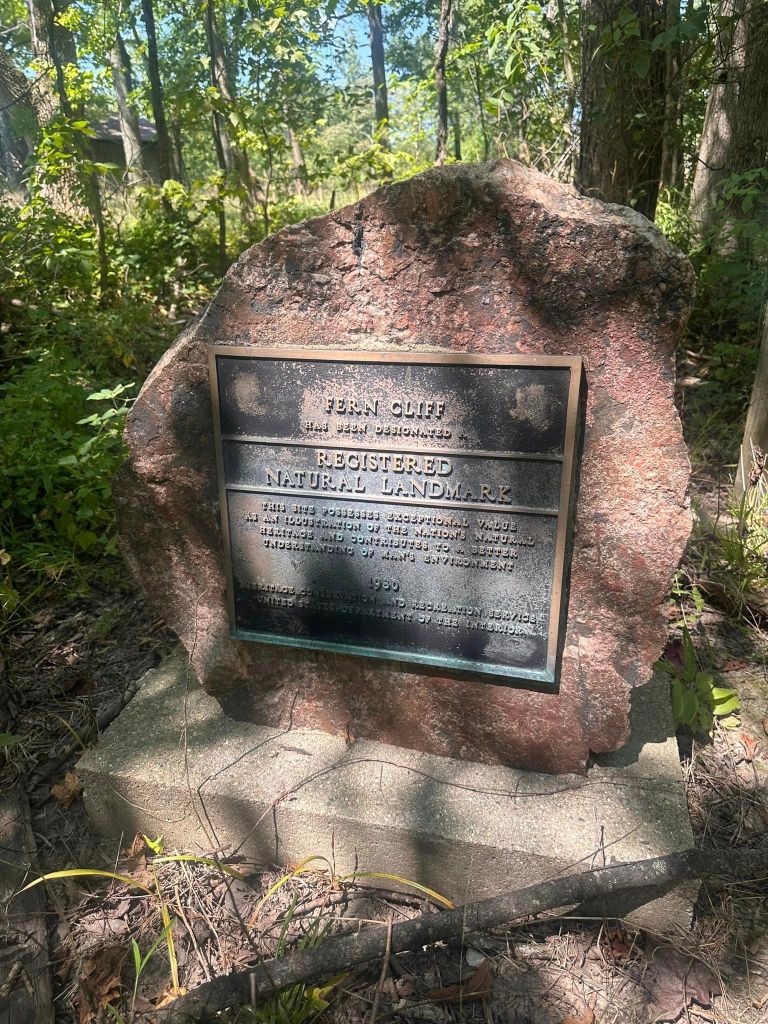 FERN CLIFF
HAS BEEN DESIGNATED A
REGISTERED
NATURAL LANDMARK
THIS SITE POSSESSES EXCEPTIONAL VALUE
AS AN ILLUSTRATION OF THE NATION'S NATURAL
HERITAGE AND CONTRIBUTES TO A BETTER
UNDERSTANDING OF MAN'S ENVIRONMENT
1980
HERITAGE CONSERVATION AND RECREATION SERVICE
UNITED STATES DEPARTMENT OF THE INTERIOR